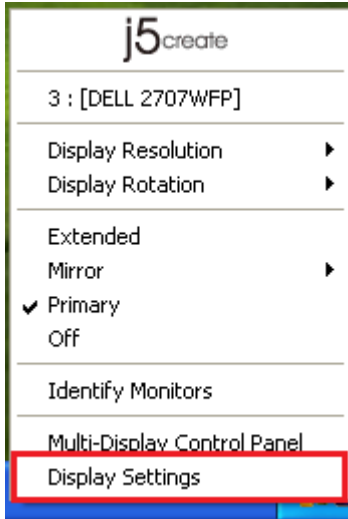 j5create
3 : [DELL 2707WFP]
Display Resolution
Display Rotation
Extended
Mirror
Primary
Off
Identify Monitors
Multi-Display Control Panel
Display Settings